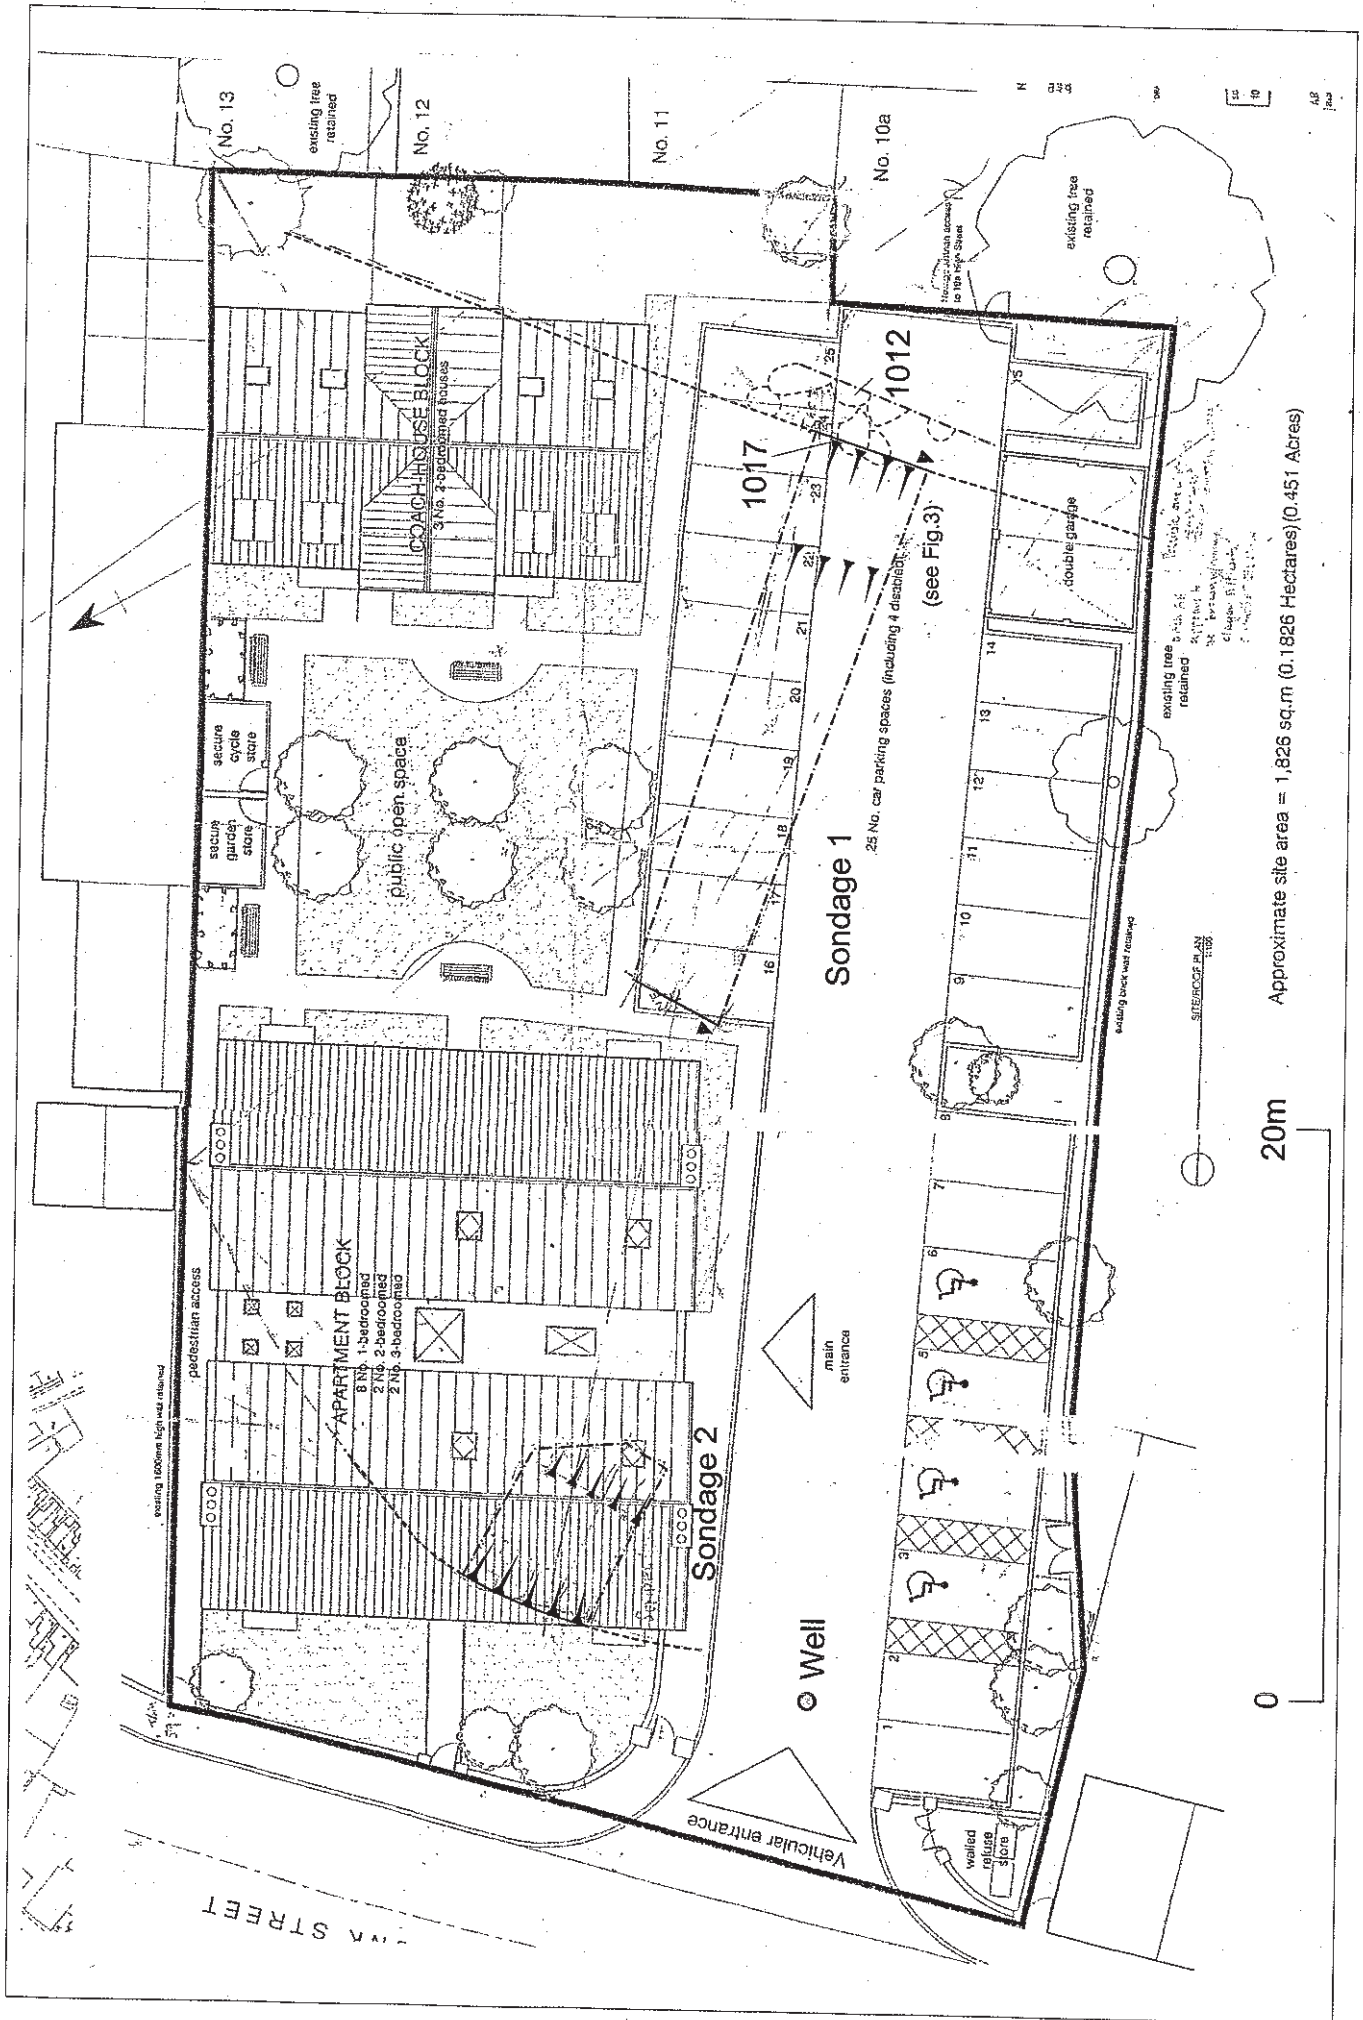 No. 13
existing tree
retained
No. 12
No. 11
No. 10a
existing tree
retained
COACH HOUSE BLOCK
3 No. 2-bedroomed houses
secure
cycle
store
secure
garden
store
public open space
1017
1012
25
24
23
22
21
20
19
18
17
16
(see Fig.3)
25 No. car parking spaces (including 4 disabled)
Sondage 1
15
double garage
14
13
12
11
10
9
8
7
6
5
3
2
1
existing tree
retained
existing brick wall retained
existing 1800mm high wall retained
pedestrian access
APARTMENT BLOCK
8 No. 1-bedroomed
2 No. 2-bedroomed
2 No. 3-bedroomed
Sondage 2
main
entrance
Well
Vehicular entrance
walled
refuse
store
STREET
SITE/ROOF PLAN
Approximate site area = 1,826 sq.m (0.1826 Hectares)(0.451 Acres)
0
20m